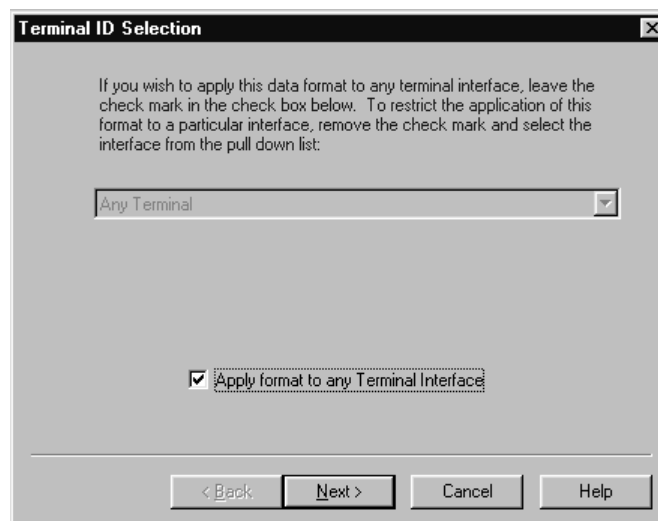 Terminal ID Selection
If you wish to apply this data format to any terminal interface, leave the
check mark in the check box below.  To restrict the application of this
format to a particular interface, remove the check mark and select the
interface from the pull down list:
Any Terminal
Apply format to any Terminal Interface
< Back
Next >
Cancel
Help